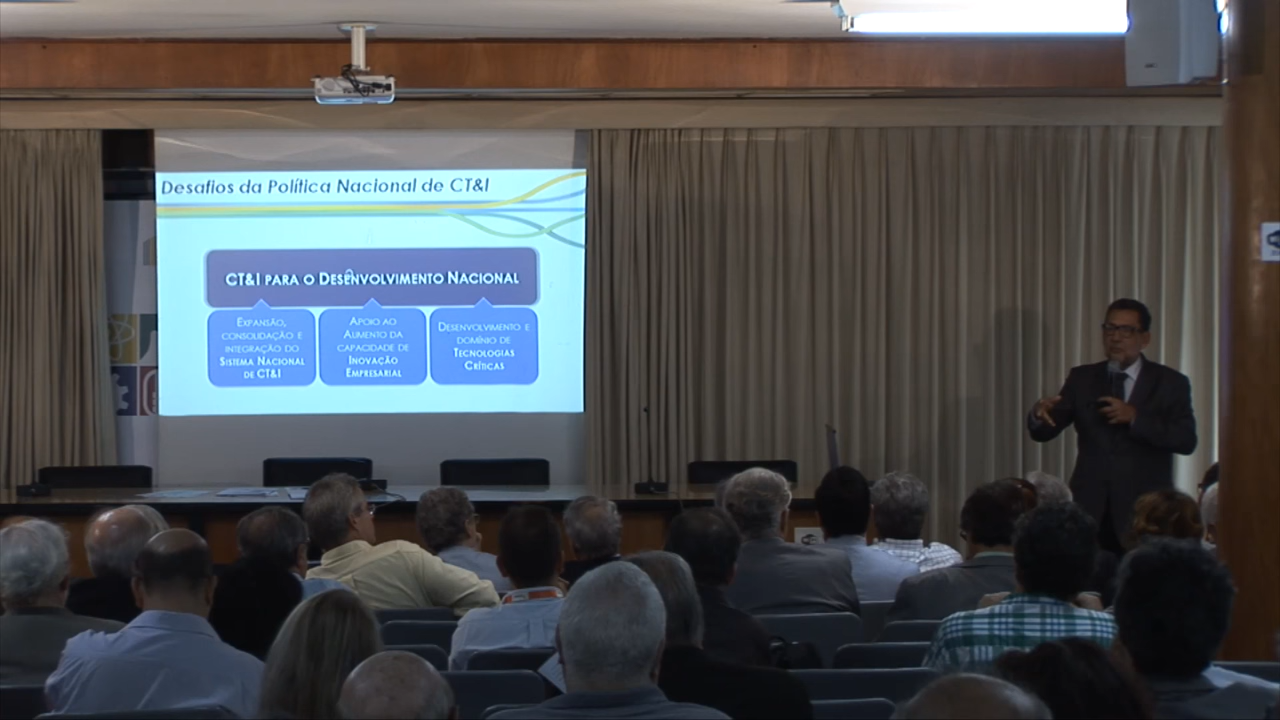 Desafios da Política Nacional de CT&I
CT&I PARA O DESENVOLVIMENTO NACIONAL
EXPANSÃO,
CONSOLIDAÇÃO E
INTEGRAÇÃO DO
SISTEMA NACIONAL
DE CT&I
APOIO AO
AUMENTO DA
CAPACIDADE DE
INOVAÇÃO
EMPRESARIAL
DESENVOLVIMENTO E
DOMÍNIO DE
TECNOLOGIAS
CRÍTICAS